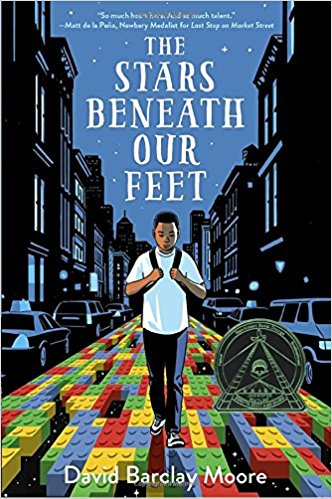 "So much heart here. And so much talent."
—Matt de la Peña, Newbery Medalist for Last Stop on Market Street
THE
STARS
BENEATH
OUR
FEET
David Barclay Moore